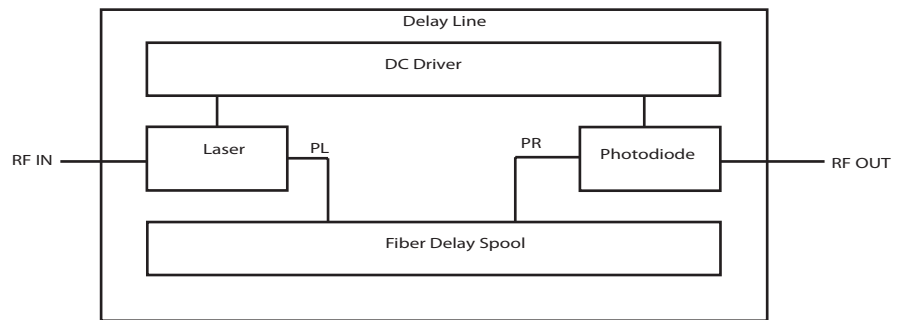 Delay Line
DC Driver
Laser
PL
PR
Photodiode
RF IN
RF OUT
Fiber Delay Spool